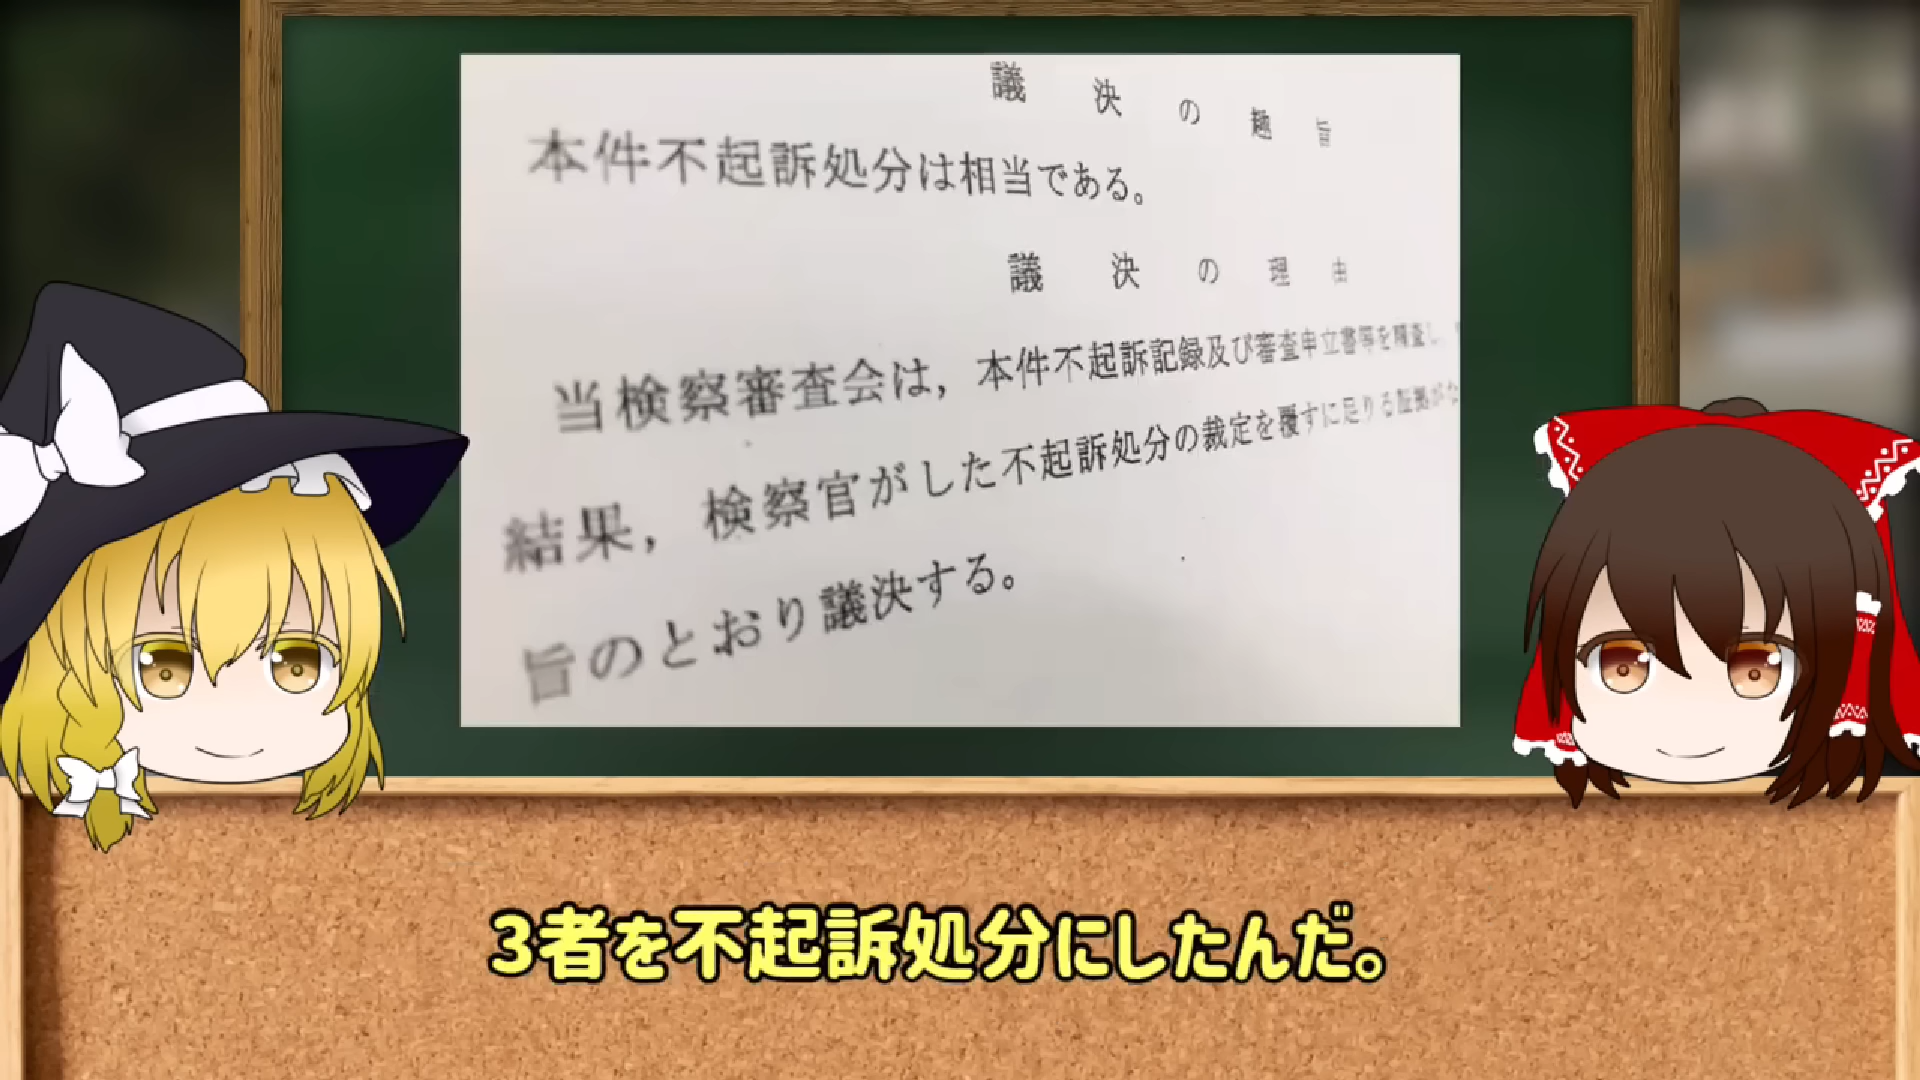 議決の趣旨
本件不起訴処分は相当である。
議決の理由
当検察審査会は，本件不起訴記録及び審査申立書等を精査し，
結果，検察官がした不起訴処分の裁定を覆すに足りる証拠がな
旨のとおり議決する。
3者を不起訴処分にしたんだ。